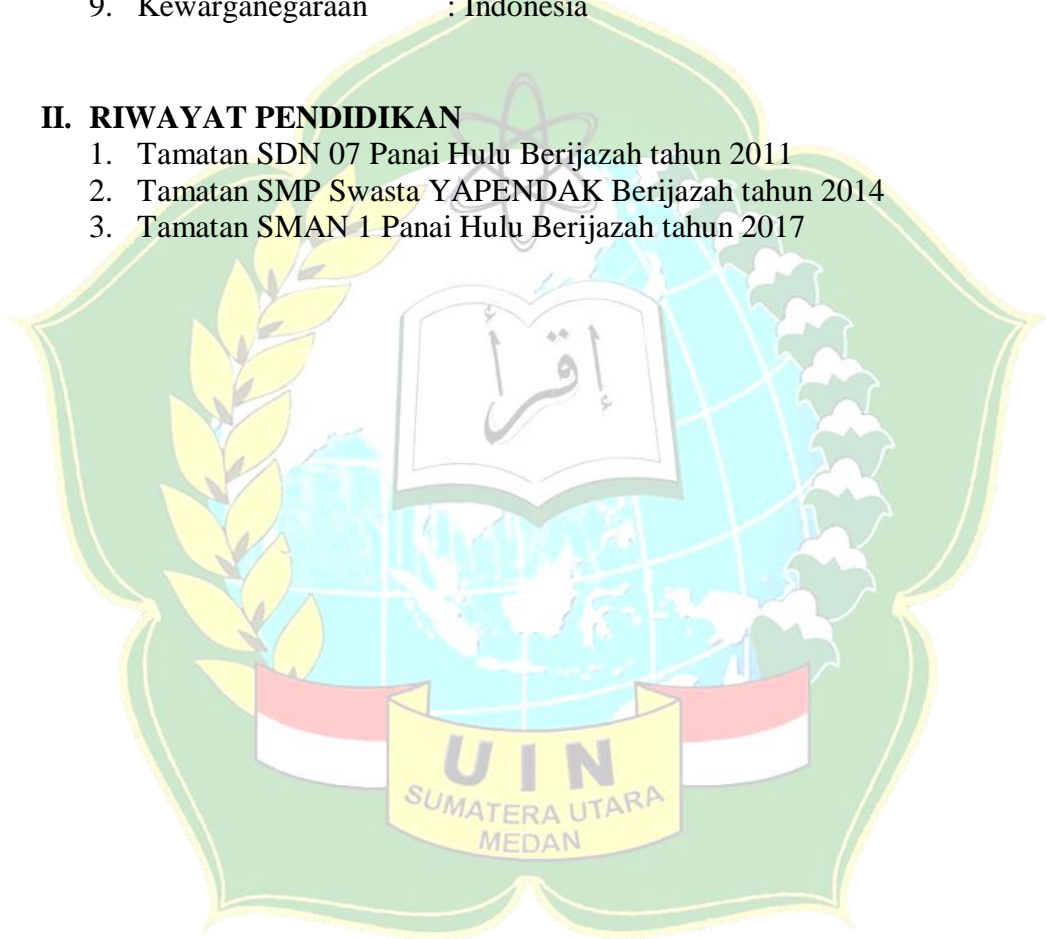 9. Kewarganegaraan : Indonesia
II. RIWAYAT PENDIDIKAN
1. Tamatan SDN 07 Panai Hulu Berijazah tahun 2011
2. Tamatan SMP Swasta YAPENDAK Berijazah tahun 2014
3. Tamatan SMAN 1 Panai Hulu Berijazah tahun 2017
إقرأ
UIN
SUMATERA UTARA
MEDAN